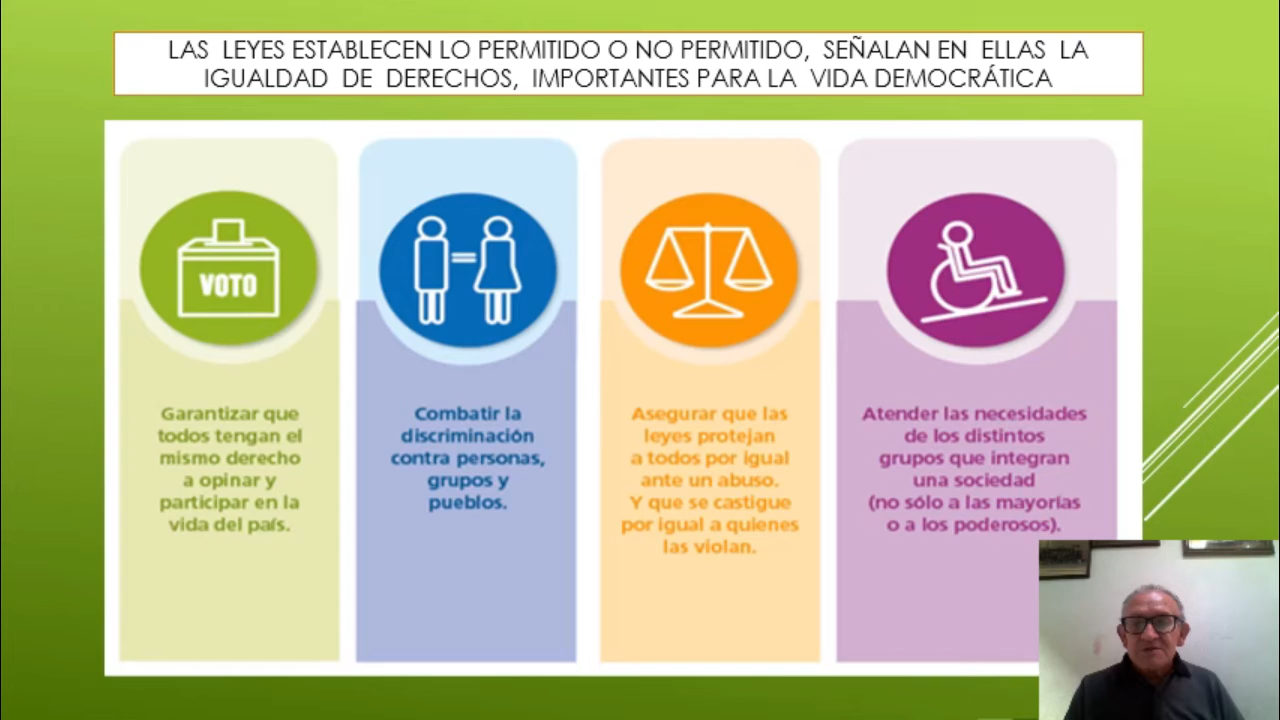 LAS LEYES ESTABLECEN LO PERMITIDO O NO PERMITIDO, SEÑALAN EN ELLAS LA
IGUALDAD DE DERECHOS, IMPORTANTES PARA LA VIDA DEMOCRÁTICA
VOTO
Garantizar que
todos tengan el
mismo derecho
a opinar y
participar en la
vida del país.
Combatir la
discriminación
contra personas,
grupos y
pueblos.
Asegurar que las
leyes protejan
a todos por igual
ante un abuso.
Y que se castigue
por igual a quienes
las violan.
Atender las necesidades
de los distintos
grupos que integran
una sociedad
(no sólo a las mayorías
o a los poderosos).